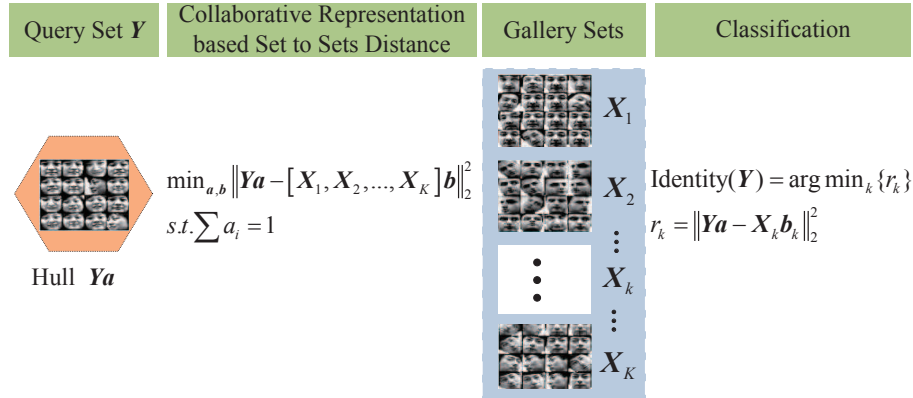 Query Set Y
Collaborative Representation
based Set to Sets Distance
Gallery Sets
Classification
Hull Ya
min_{a,b} ‖Ya − [X_1, X_2, ..., X_K] b‖_2^2
s.t. ∑ a_i = 1
X_1
X_2
⋮
X_k
⋮
X_K
Identity(Y) = arg min_k {r_k}
r_k = ‖Ya − X_k b_k‖_2^2